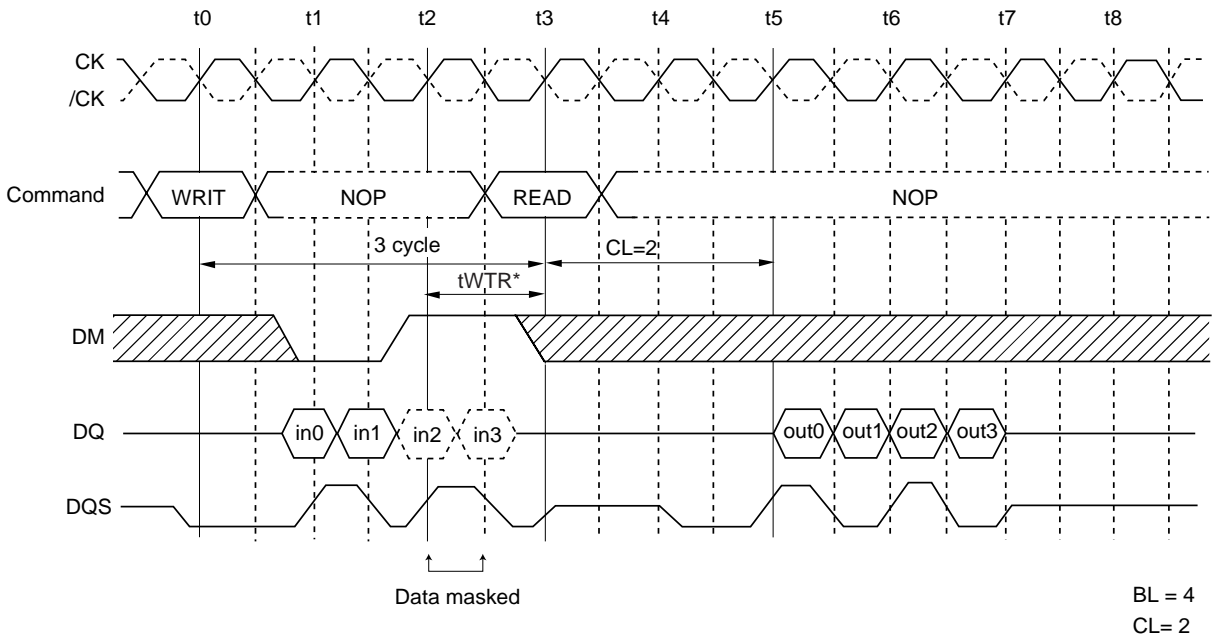 t0 t1 t2 t3 t4 t5 t6 t7 t8
CK
/CK
Command WRIT NOP READ NOP
3 cycle CL=2
tWTR*
DM
DQ in0 in1 in2 in3 out0 out1 out2 out3
DQS
Data masked
BL = 4
CL= 2